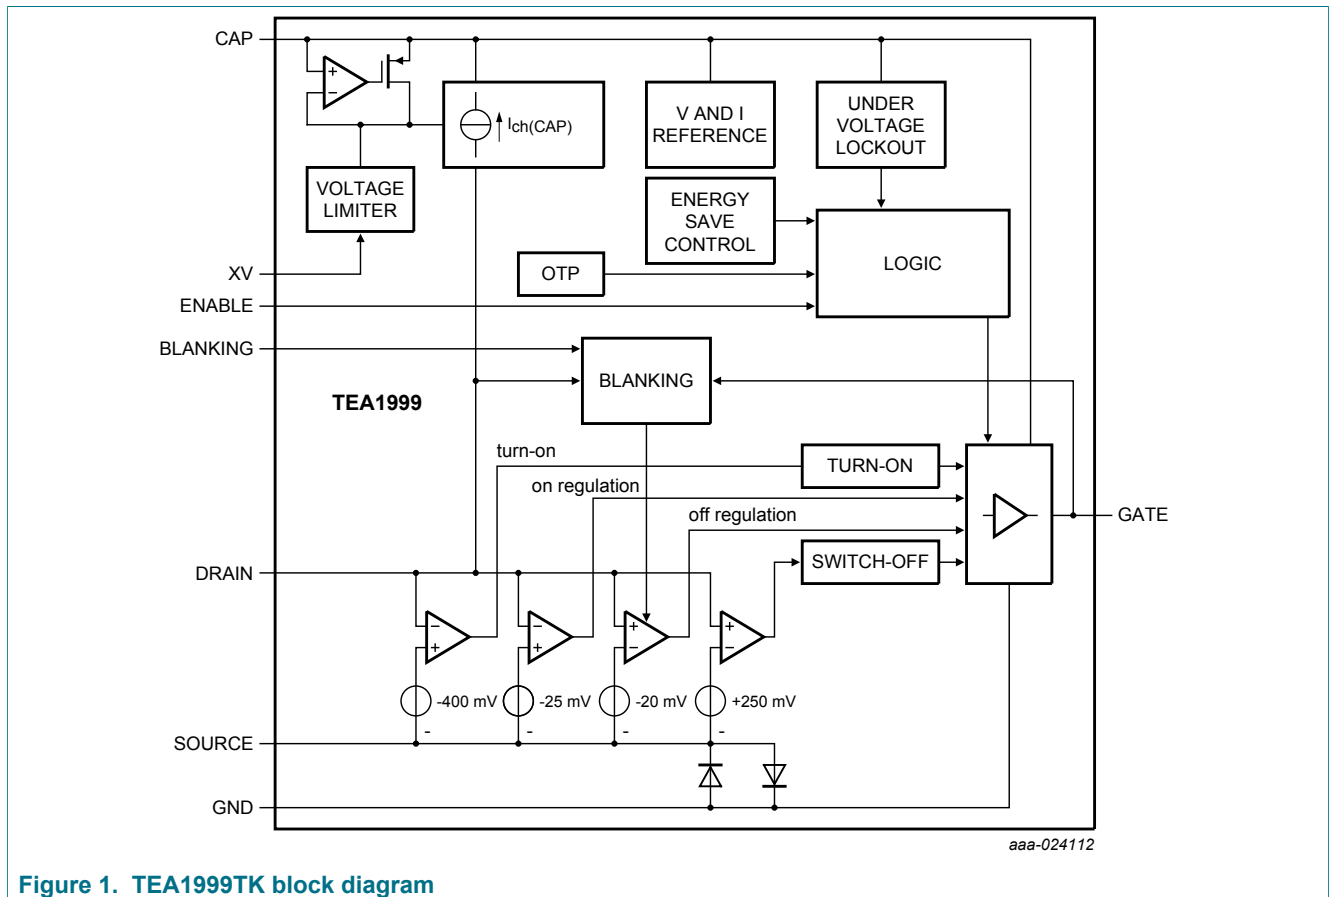 CAP
+
−
Ich(CAP)
V AND I
REFERENCE
UNDER
VOLTAGE
LOCKOUT
VOLTAGE
LIMITER
ENERGY
SAVE
CONTROL
LOGIC
XV
OTP
ENABLE
BLANKING
BLANKING
TEA1999
turn-on
TURN-ON
on regulation
off regulation
GATE
SWITCH-OFF
DRAIN
− − + +
+ + − −
-400 mV -25 mV -20 mV +250 mV
- - - -
SOURCE
GND
aaa-024112
Figure 1. TEA1999TK block diagram